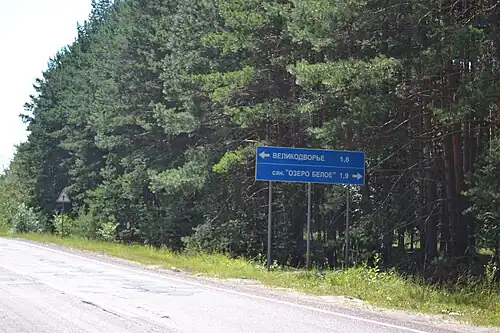 ВЕЛИКОДВОРЬЕ 1,6
сан. "ОЗЕРО БЕЛОЕ" 1,9